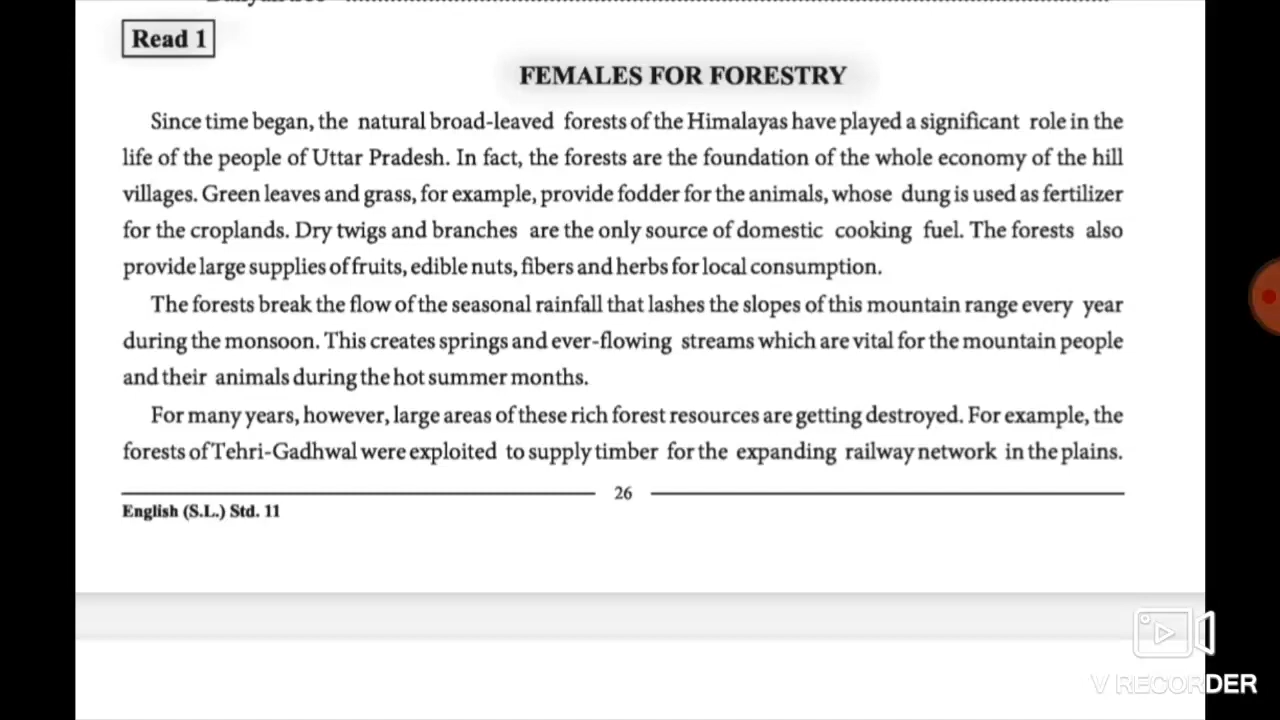 Read 1
FEMALES FOR FORESTRY
Since time began, the natural broad-leaved forests of the Himalayas have played a significant role in the
life of the people of Uttar Pradesh. In fact, the forests are the foundation of the whole economy of the hill
villages. Green leaves and grass, for example, provide fodder for the animals, whose dung is used as fertilizer
for the croplands. Dry twigs and branches are the only source of domestic cooking fuel. The forests also
provide large supplies of fruits, edible nuts, fibers and herbs for local consumption.
The forests break the flow of the seasonal rainfall that lashes the slopes of this mountain range every year
during the monsoon. This creates springs and ever-flowing streams which are vital for the mountain people
and their animals during the hot summer months.
For many years, however, large areas of these rich forest resources are getting destroyed. For example, the
forests of Tehri-Gadhwal were exploited to supply timber for the expanding railway network in the plains.
26
English (S.L.) Std. 11
V RECORDER